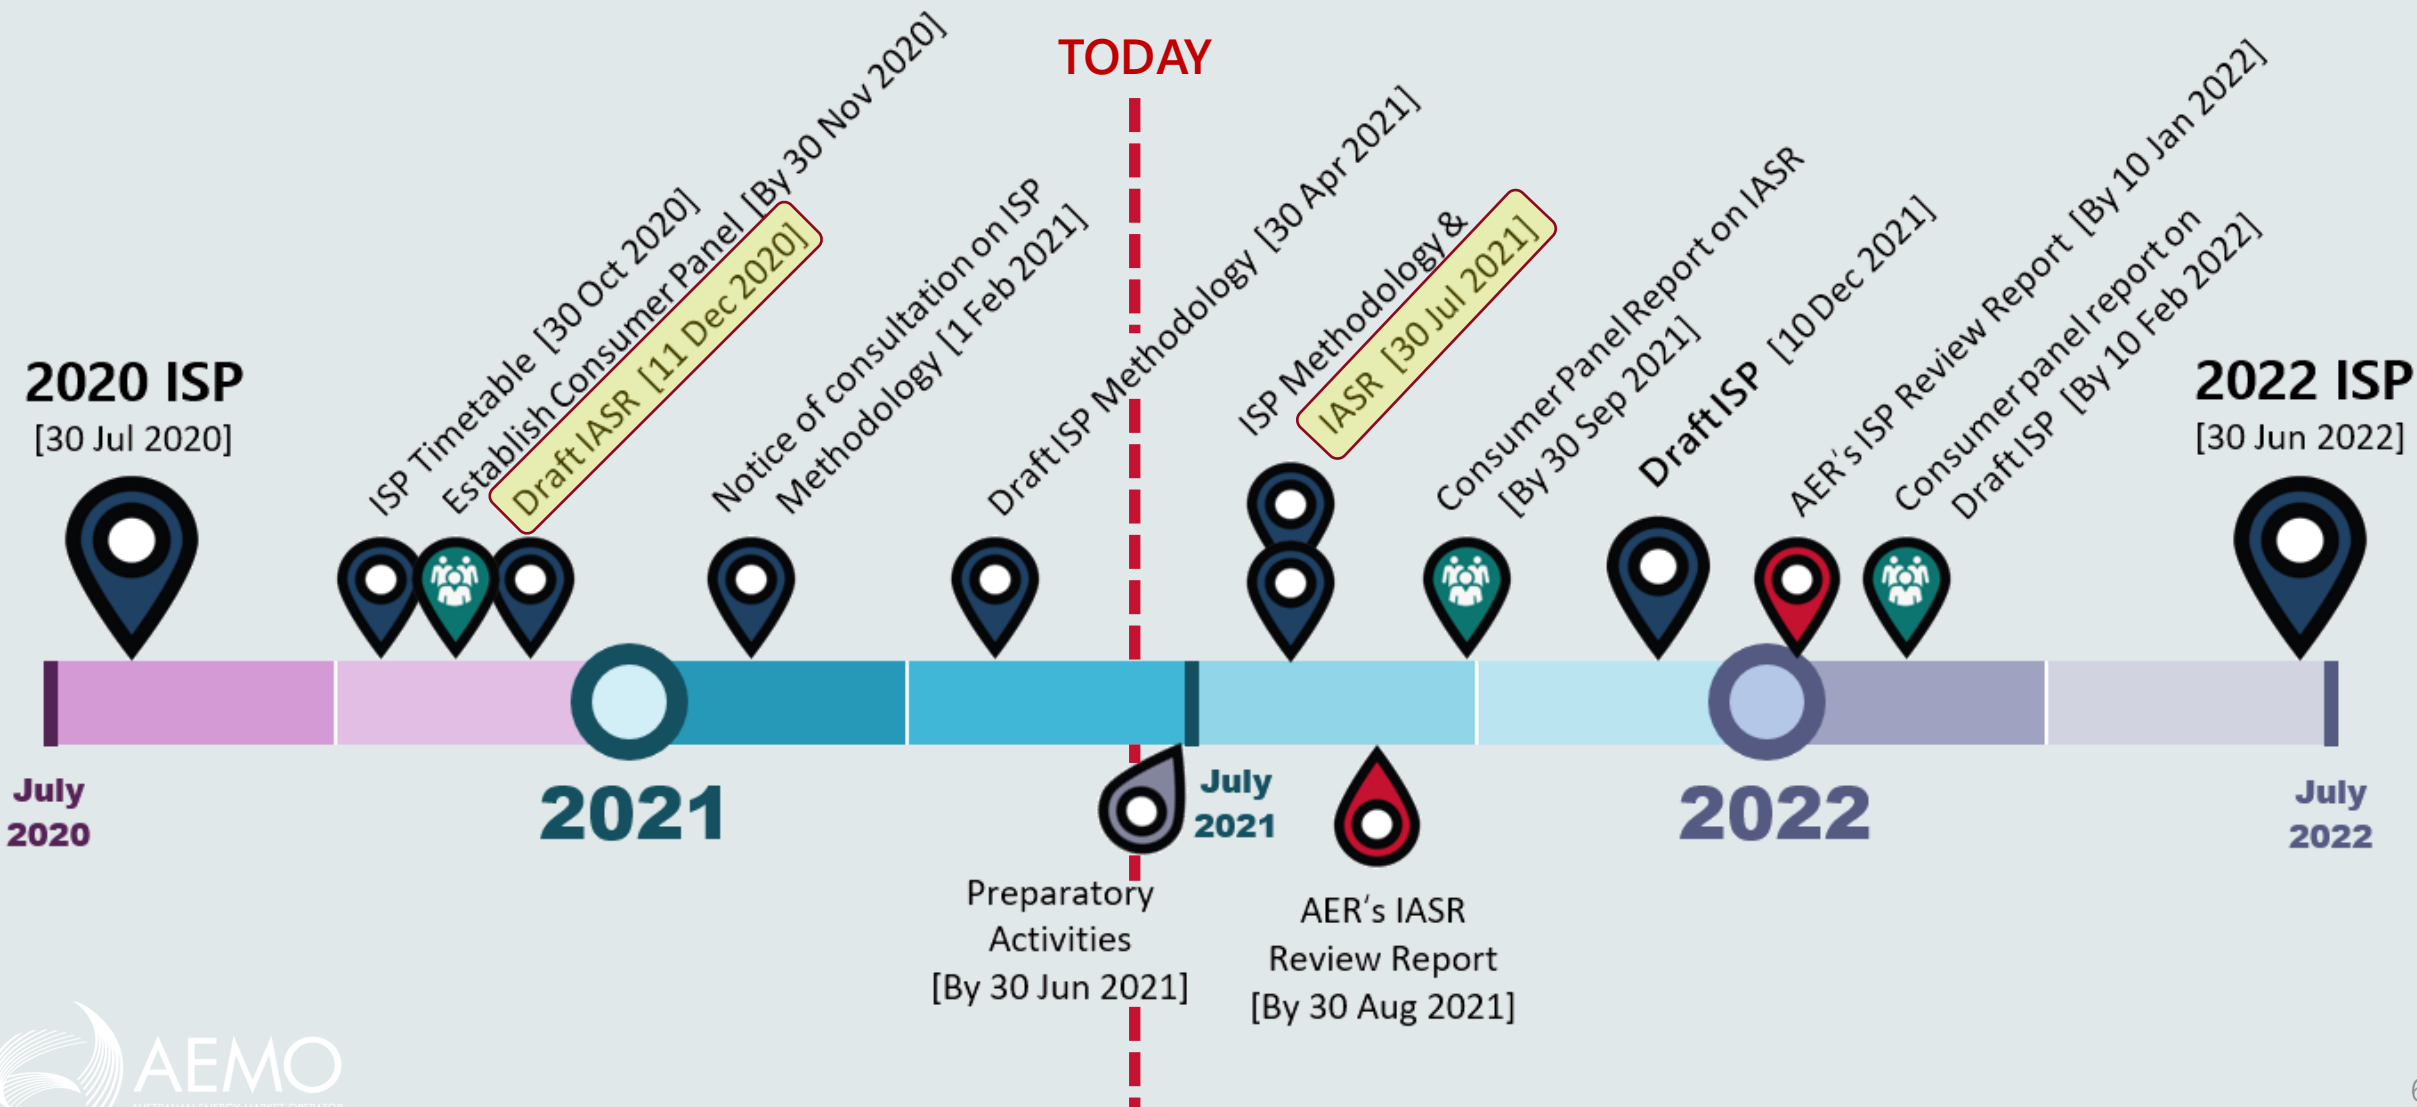 TODAY
2020 ISP
[30 Jul 2020]
ISP Timetable [30 Oct 2020]
Establish Consumer Panel [By 30 Nov 2020]
Draft IASR [11 Dec 2020]
Notice of consultation on ISP
Methodology [1 Feb 2021]
Draft ISP Methodology [30 Apr 2021]
ISP Methodology &
IASR [30 Jul 2021]
Consumer Panel Report on IASR
[By 30 Sep 2021]
Draft ISP [10 Dec 2021]
AER's ISP Review Report [By 10 Jan 2022]
Consumer panel report on
Draft ISP [By 10 Feb 2022]
2022 ISP
[30 Jun 2022]
July
2020
2021
July
2021
2022
July
2022
Preparatory
Activities
[By 30 Jun 2021]
AER's IASR
Review Report
[By 30 Aug 2021]
AEMO